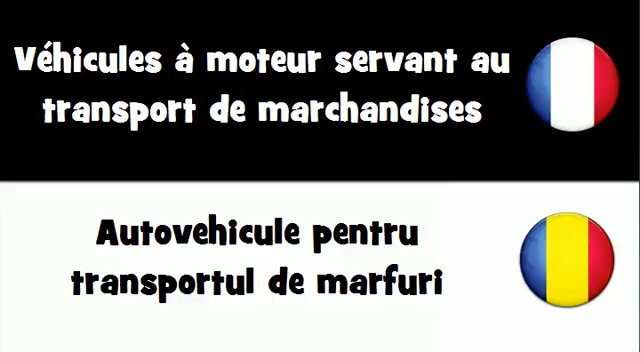 Véhicules à moteur servant au
transport de marchandises
Autovehicule pentru
transportul de marfuri